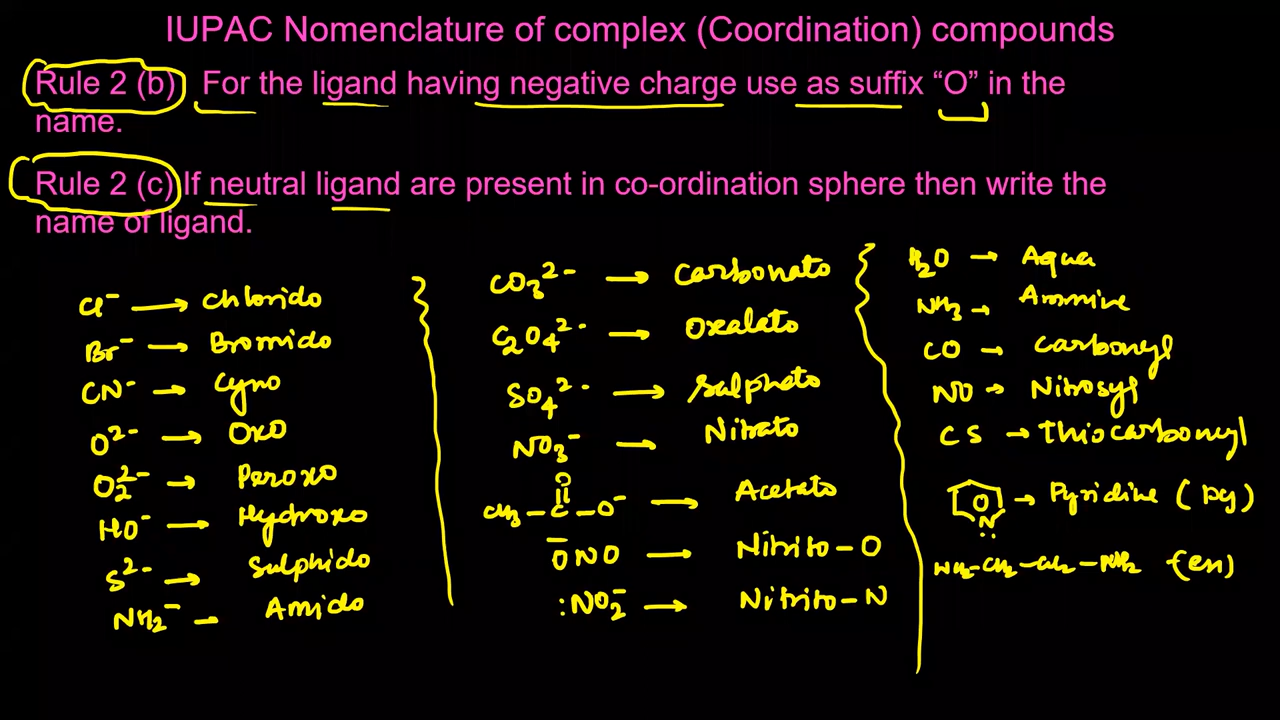 IUPAC Nomenclature of complex (Coordination) compounds
Rule 2 (b) For the ligand having negative charge use as suffix “O” in the
name.
Rule 2 (c) If neutral ligand are present in co-ordination sphere then write the
name of ligand.
Cl⁻ → Chlorido
Br⁻ → Bromido
CN⁻ → Cyno
O²⁻ → Oxo
O₂²⁻ → Peroxo
HO⁻ → Hydroxo
S²⁻ → Sulphido
NH₂⁻ → Amido
CO₃²⁻ → Carbonato
C₂O₄²⁻ → Oxalato
SO₄²⁻ → Sulphato
NO₃⁻ → Nitrato
O
CH₃-C-O⁻ → Acetato
ŌNO → Nitrito-O
:NO₂⁻ → Nitrito-N
H₂O → Aqua
NH₃ → Ammine
CO → Carbonyl
NO → Nitrosyl
CS → Thiocarbonyl
O
N̤ → Pyridine (py)
NH₂-CH₂-CH₂-NH₂ (en)